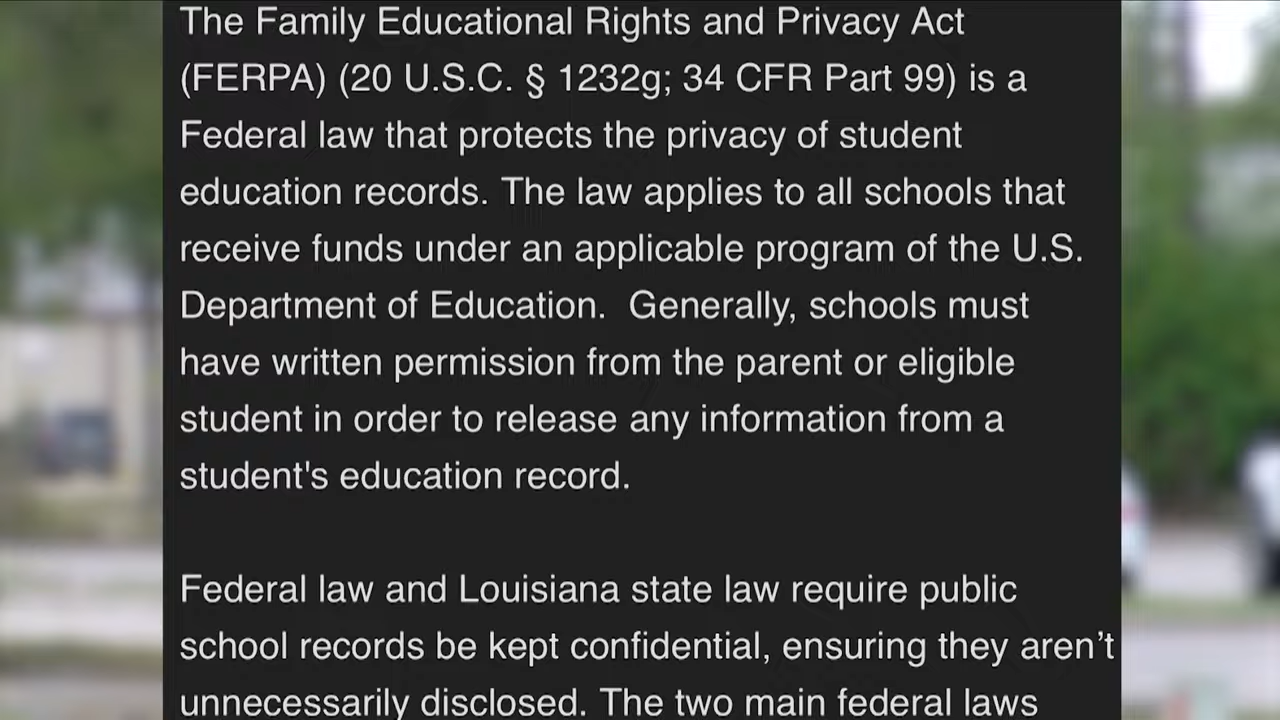 The Family Educational Rights and Privacy Act
(FERPA) (20 U.S.C. § 1232g; 34 CFR Part 99) is a
Federal law that protects the privacy of student
education records. The law applies to all schools that
receive funds under an applicable program of the U.S.
Department of Education.  Generally, schools must
have written permission from the parent or eligible
student in order to release any information from a
student's education record.

Federal law and Louisiana state law require public
school records be kept confidential, ensuring they aren’t
unnecessarily disclosed. The two main federal laws